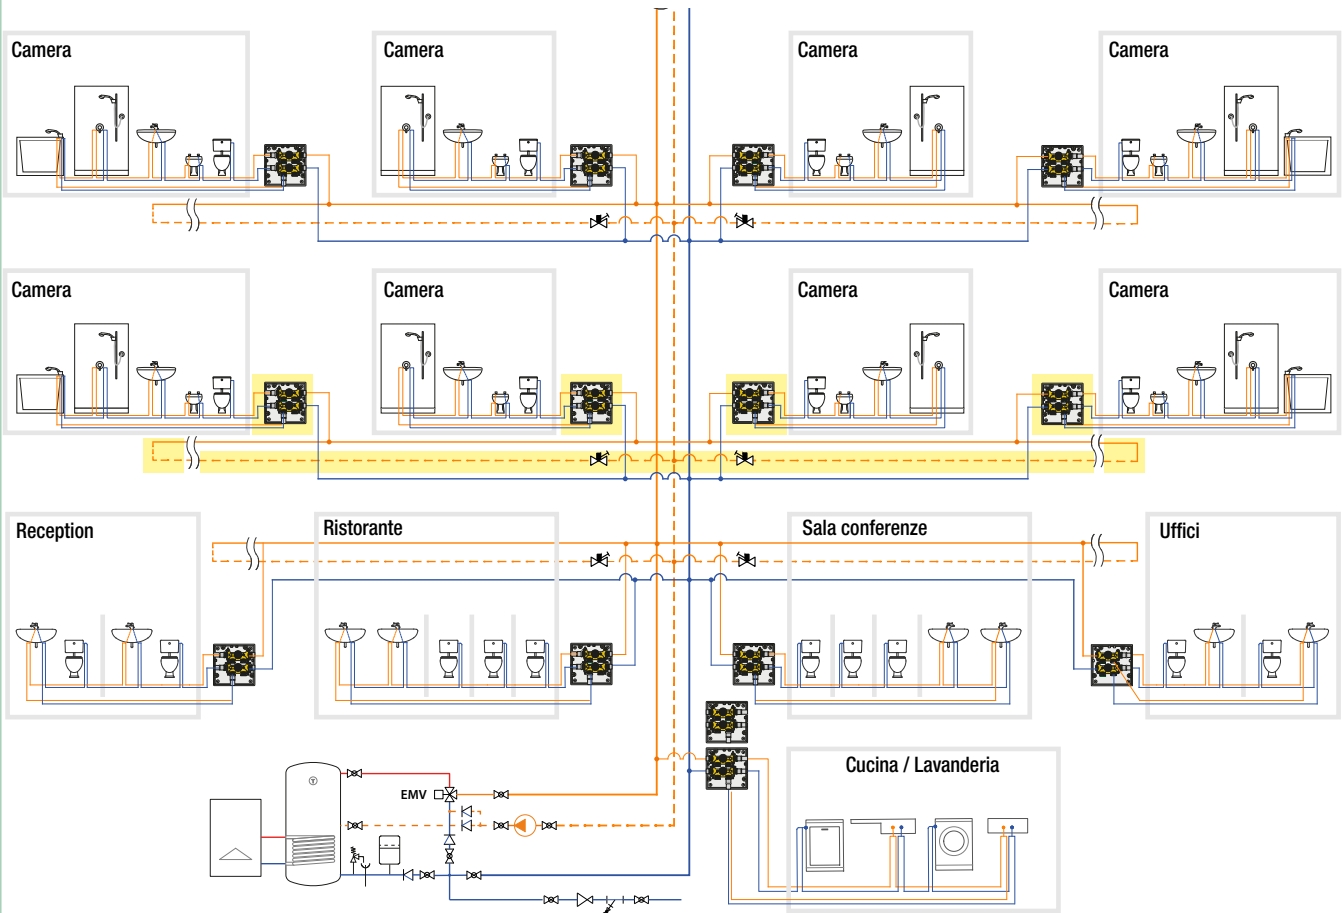 Camera
Camera
Camera
Camera
Camera
Camera
Camera
Camera
Reception
Ristorante
Sala conferenze
Uffici
Cucina / Lavanderia
T
EMV